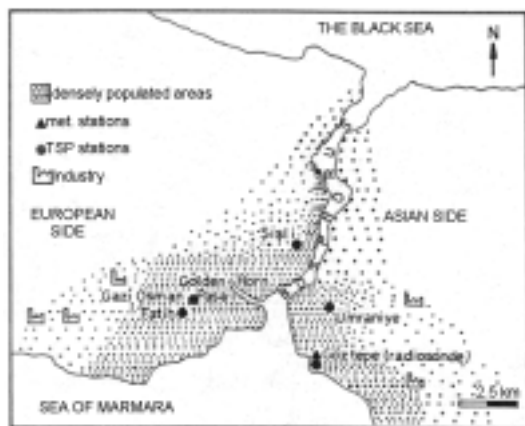 THE BLACK SEA
N
densely populated areas
met. stations
TSP stations
Industry
EUROPEAN
SIDE
ASIAN SIDE
Sisli
Golden Horn
Gazi Osman Pasa
Fatih
Umraniye
Goztepe (radiosonde)
SEA OF MARMARA
2.5 km